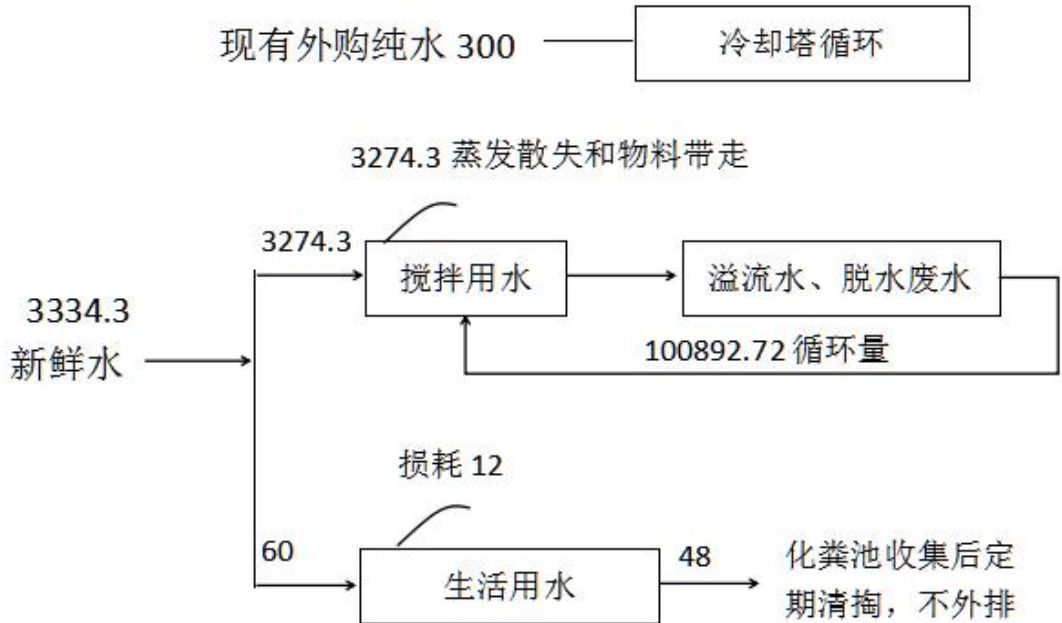 现有外购纯水 300
冷却塔循环
3274.3 蒸发散失和物料带走
3274.3
搅拌用水
溢流水、脱水废水
3334.3
新鲜水
100892.72 循环量
损耗 12
60
生活用水
48
化粪池收集后定
期清掏，不外排